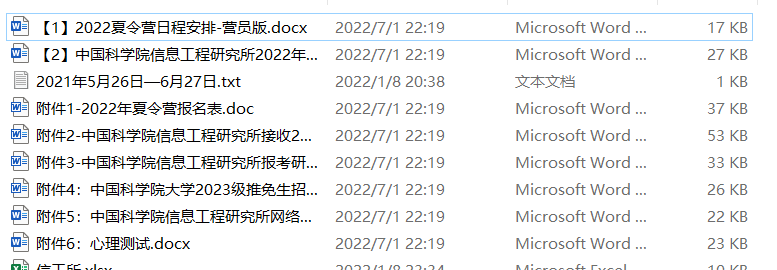 【1】2022夏令营日程安排-营员版.docx 2022/7/1 22:19 Microsoft Word ... 17 KB
【2】中国科学院信息工程研究所2022年... 2022/7/1 22:19 Microsoft Word ... 27 KB
2021年5月26日—6月27日.txt 2022/1/8 20:38 文本文档 1 KB
附件1-2022年夏令营报名表.doc 2022/7/1 22:19 Microsoft Word ... 37 KB
附件2-中国科学院信息工程研究所接收2... 2022/7/1 22:19 Microsoft Word ... 53 KB
附件3-中国科学院信息工程研究所报考研... 2022/7/1 22:19 Microsoft Word ... 33 KB
附件4：中国科学院大学2023级推免生招... 2022/7/1 22:19 Microsoft Word ... 26 KB
附件5：中国科学院信息工程研究所网络... 2022/7/1 22:19 Microsoft Word ... 22 KB
附件6：心理测试.docx 2022/7/1 22:19 Microsoft Word ... 23 KB
信工所.xlsx 2022/1/8 23:34 Microsoft Excel ... 10 KB